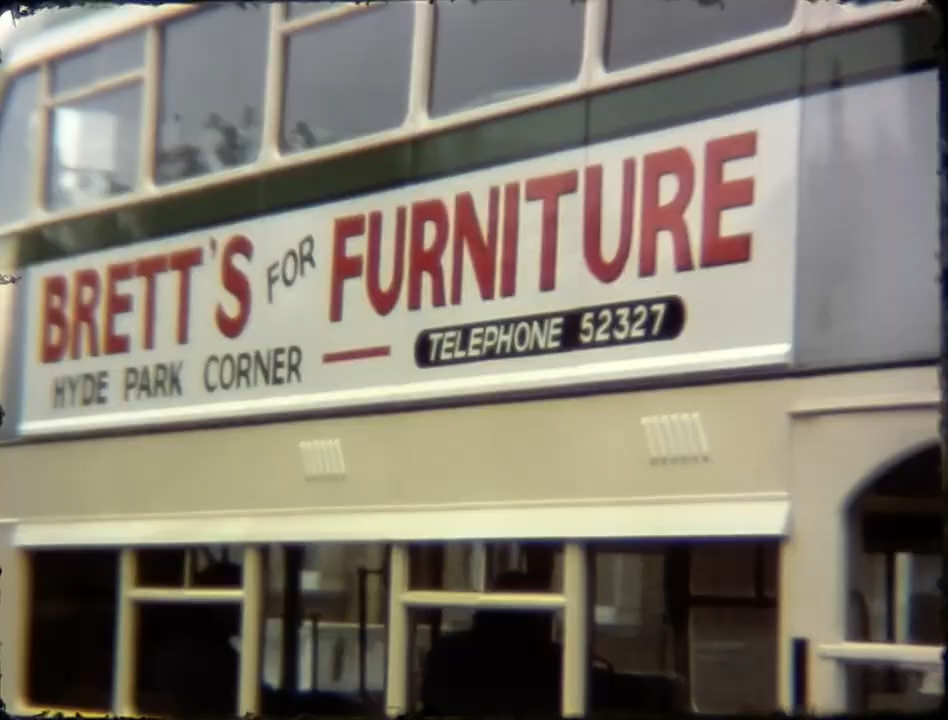 BRETT'S FOR FURNITURE
HYDE PARK CORNER — TELEPHONE 52327